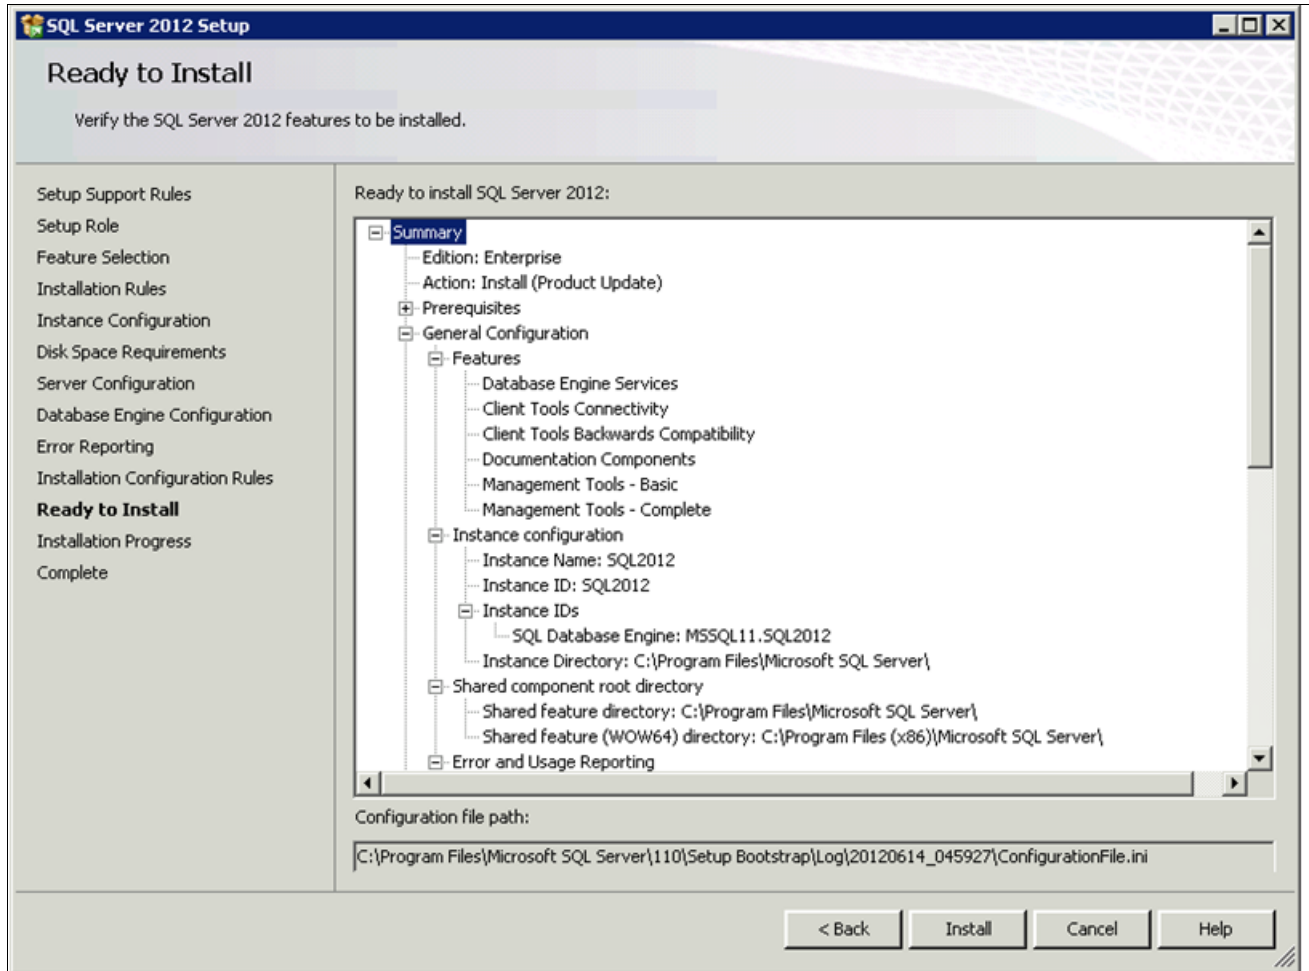 SQL Server 2012 Setup
Ready to Install
Verify the SQL Server 2012 features to be installed.
Setup Support Rules
Setup Role
Feature Selection
Installation Rules
Instance Configuration
Disk Space Requirements
Server Configuration
Database Engine Configuration
Error Reporting
Installation Configuration Rules
Ready to Install
Installation Progress
Complete
Ready to install SQL Server 2012:
Summary
Edition: Enterprise
Action: Install (Product Update)
Prerequisites
General Configuration
Features
Database Engine Services
Client Tools Connectivity
Client Tools Backwards Compatibility
Documentation Components
Management Tools - Basic
Management Tools - Complete
Instance configuration
Instance Name: SQL2012
Instance ID: SQL2012
Instance IDs
SQL Database Engine: MSSQL11.SQL2012
Instance Directory: C:\Program Files\Microsoft SQL Server\
Shared component root directory
Shared feature directory: C:\Program Files\Microsoft SQL Server\
Shared feature (WOW64) directory: C:\Program Files (x86)\Microsoft SQL Server\
Error and Usage Reporting
Configuration file path:
C:\Program Files\Microsoft SQL Server\110\Setup Bootstrap\Log\20120614_045927\ConfigurationFile.ini
< Back
Install
Cancel
Help